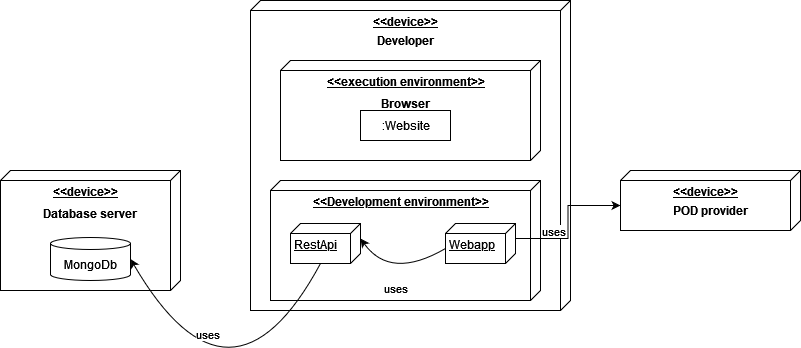 <<device>>
Developer
<<execution environment>>
Browser
:Website
<<device>>
Database server
MongoDb
<<Development environment>>
RestApi
Webapp
uses
uses
<<device>>
POD provider
uses